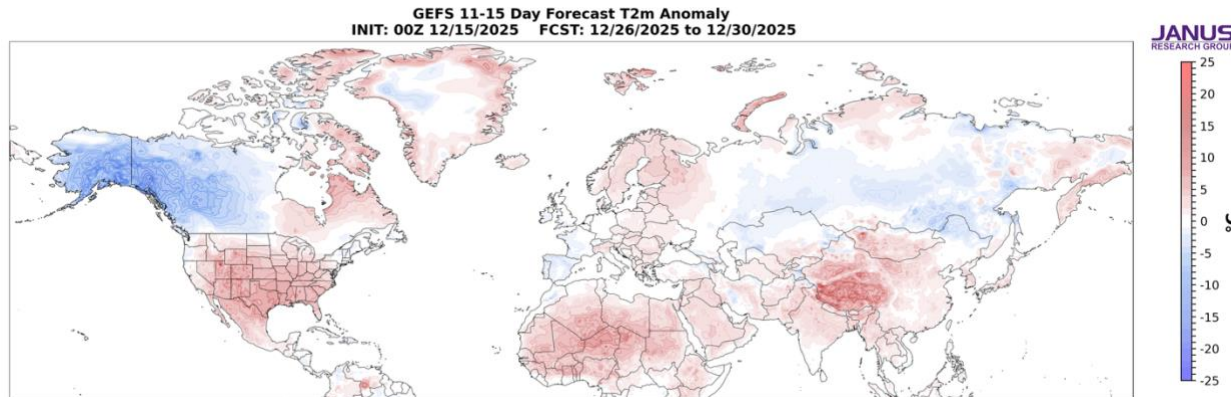 GEFS 11-15 Day Forecast T2m Anomaly
INIT: 00Z 12/15/2025 FCST: 12/26/2025 to 12/30/2025
JANUS
RESEARCH GROUP
25
20
15
10
5
0
-5
-10
-15
-20
-25
°C